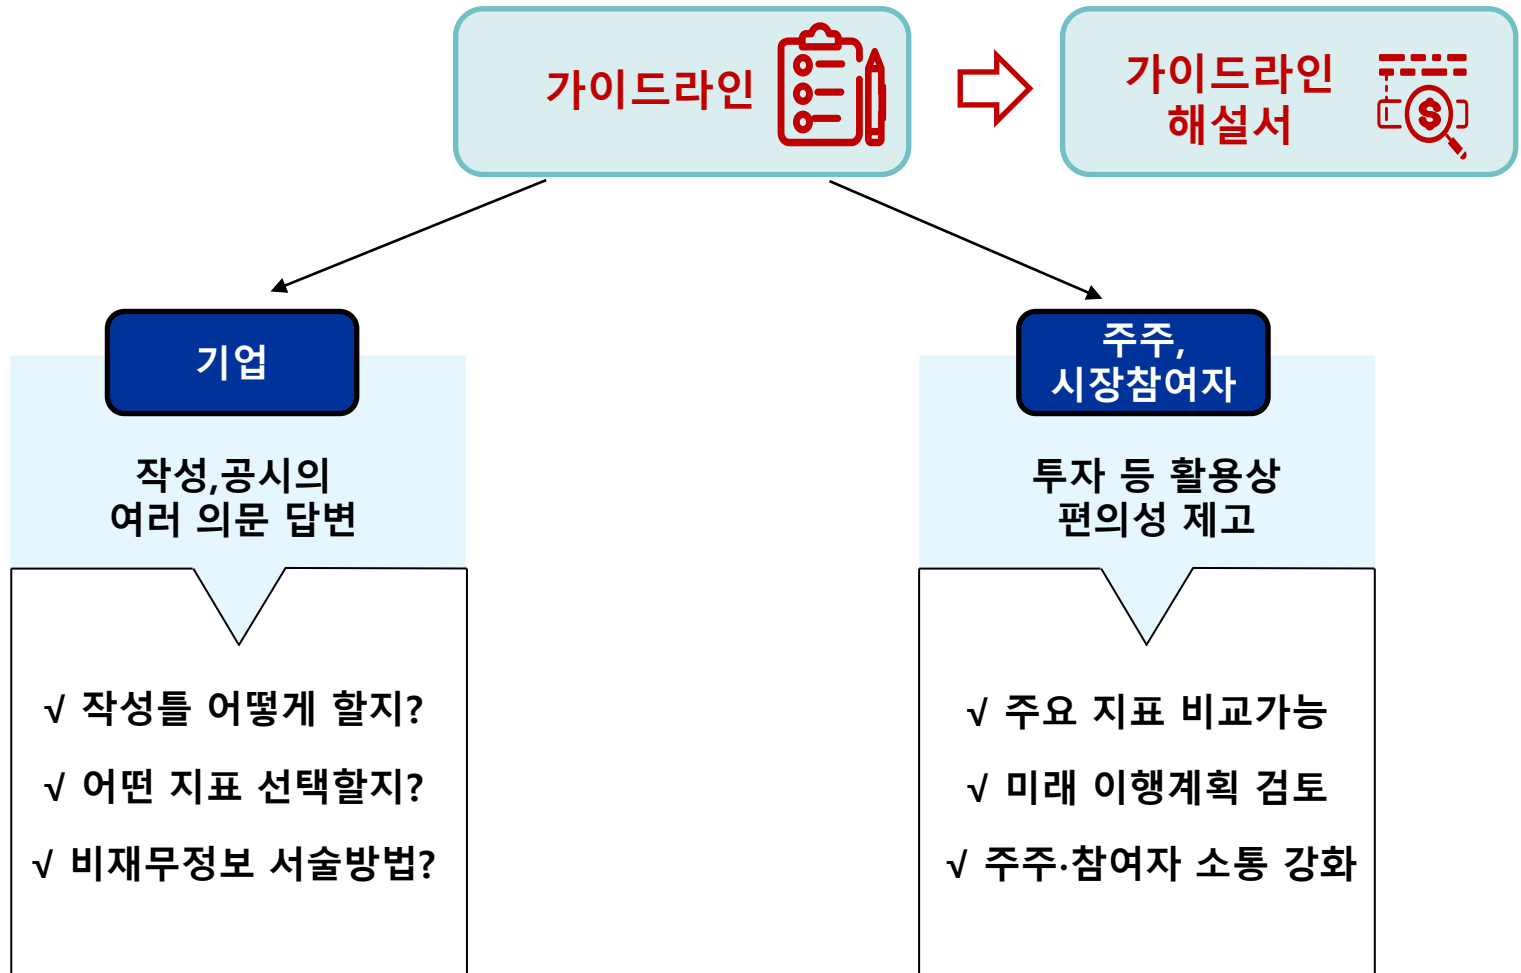 가이드라인
가이드라인
해설서
기업
작성,공시의
여러 의문 답변
√ 작성틀 어떻게 할지?
√ 어떤 지표 선택할지?
√ 비재무정보 서술방법?
주주,
시장참여자
투자 등 활용상
편의성 제고
√ 주요 지표 비교가능
√ 미래 이행계획 검토
√ 주주·참여자 소통 강화